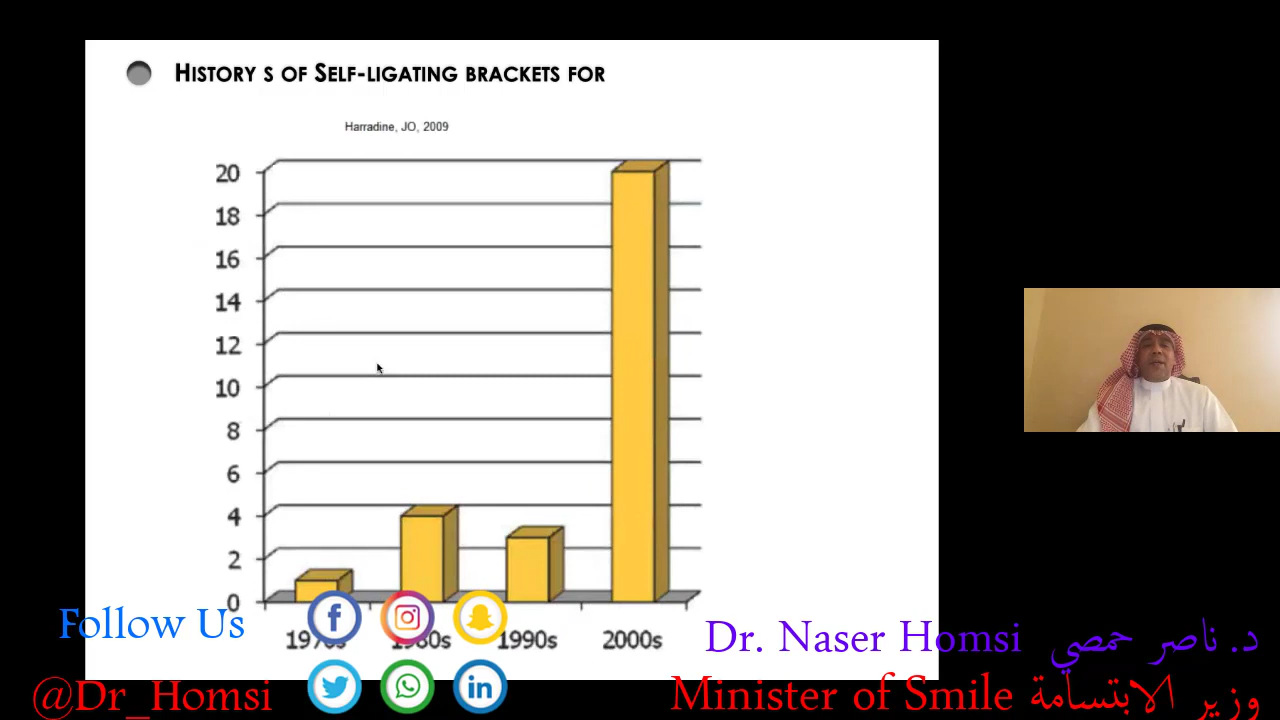 HISTORY S OF SELF-LIGATING BRACKETS FOR
Harradine, JO, 2009
20
18
16
14
12
10
8
6
4
2
0
1990s 2000s
Follow Us
Dr. Naser Homsi د. ناصر حمصي
@Dr_Homsi
Minister of Smile وزير الابتسامة